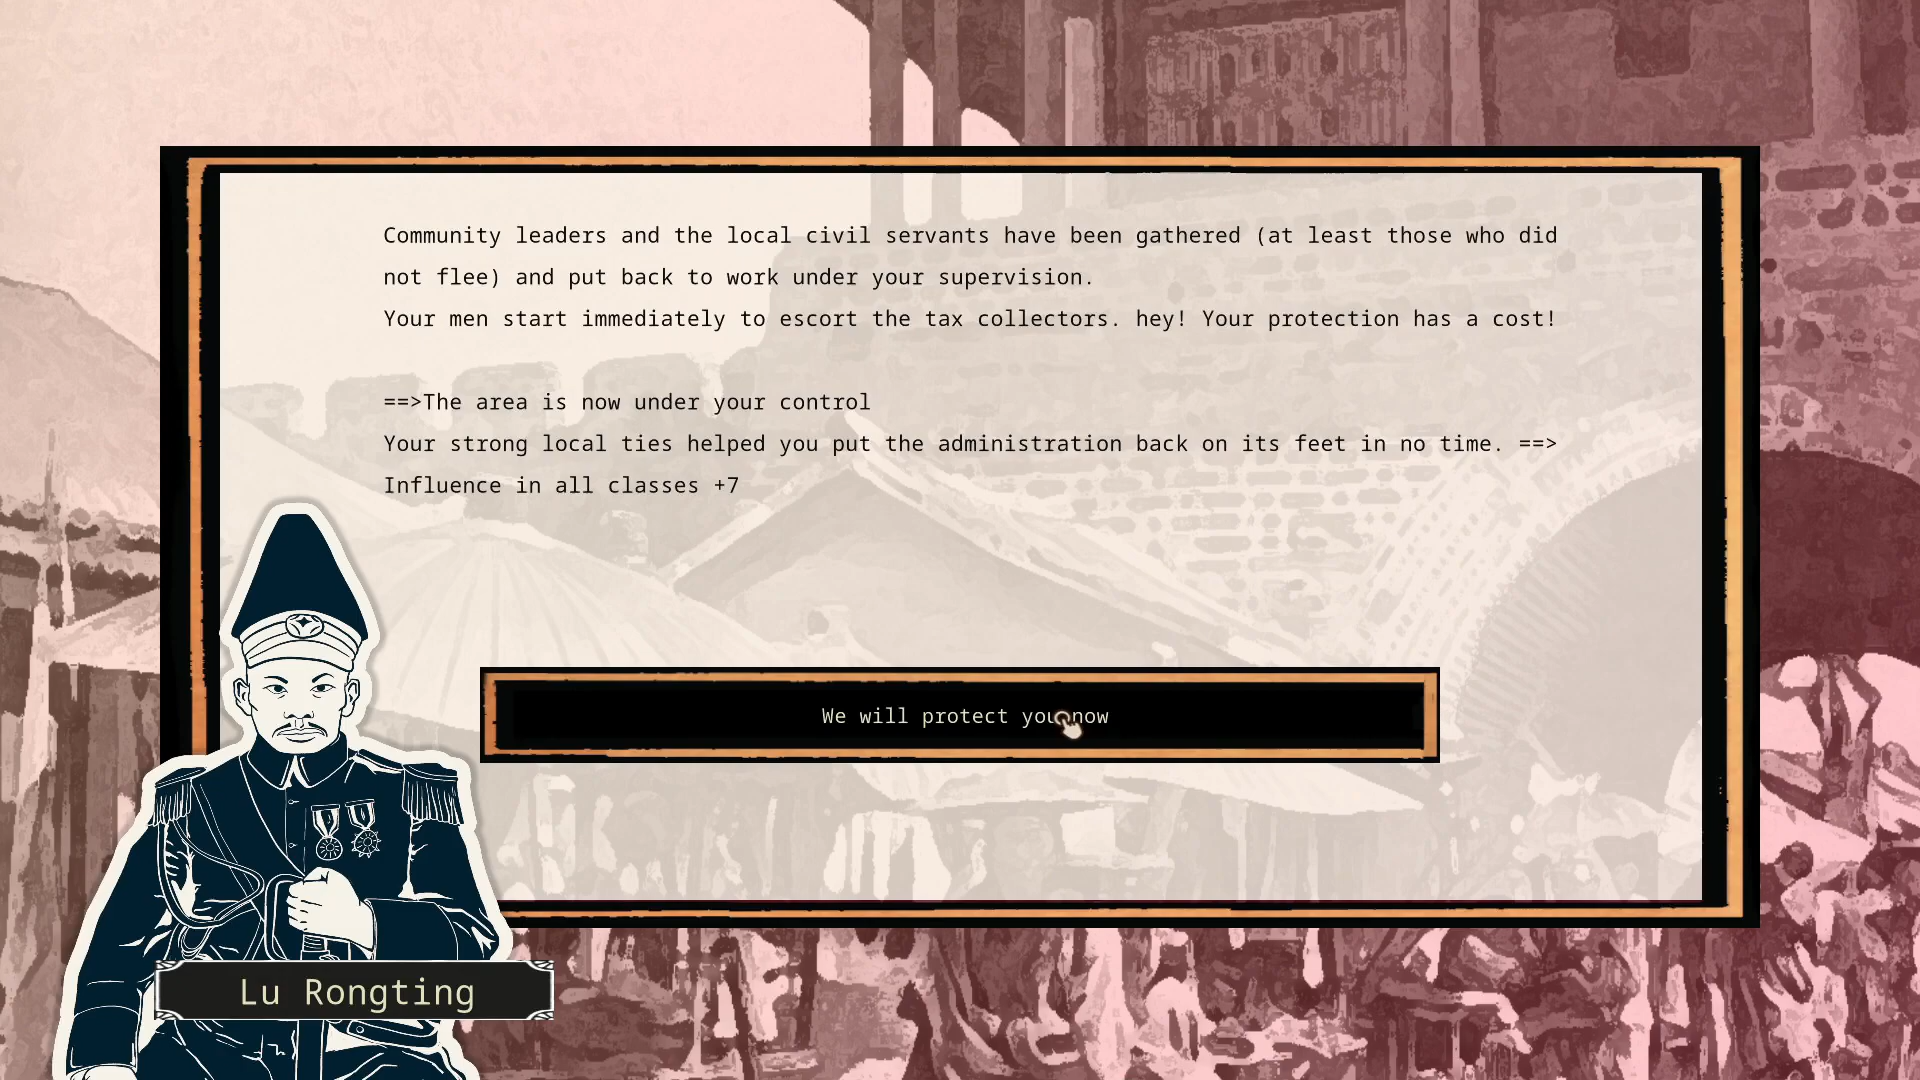 Community leaders and the local civil servants have been gathered (at least those who did
not flee) and put back to work under your supervision.
Your men start immediately to escort the tax collectors. hey! Your protection has a cost!
==>The area is now under your control
Your strong local ties helped you put the administration back on its feet in no time. ==>
Influence in all classes +7
We will protect you now
Lu Rongting